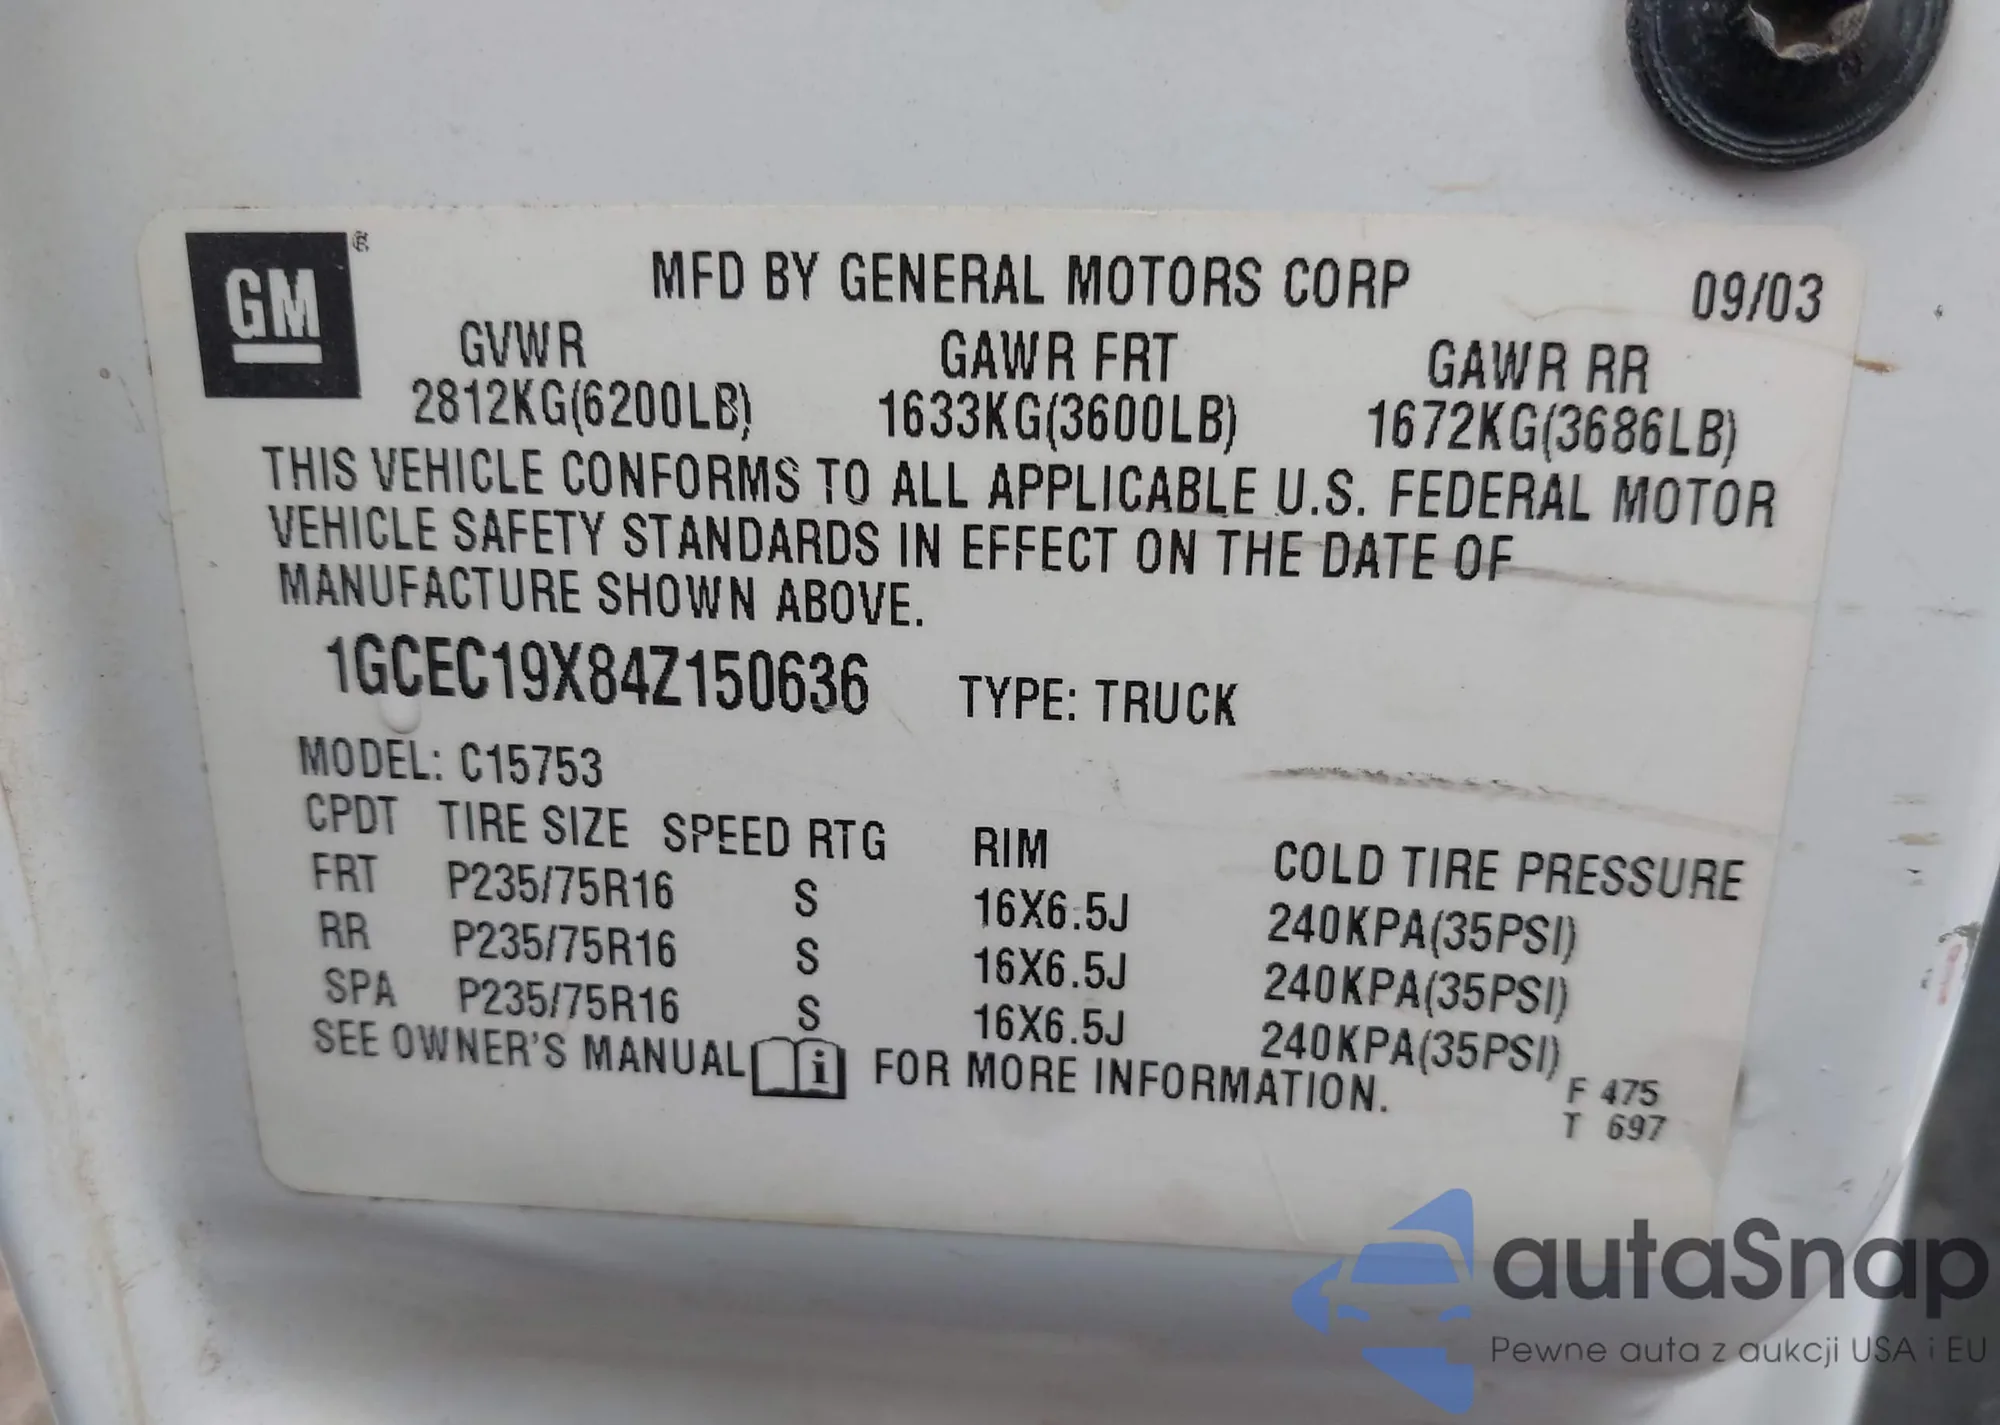 GM ®
MFD BY GENERAL MOTORS CORP 09/03
GVWR GAWR FRT GAWR RR
2812KG(6200LB) 1633KG(3600LB) 1672KG(3686LB)
THIS VEHICLE CONFORMS TO ALL APPLICABLE U.S. FEDERAL MOTOR
VEHICLE SAFETY STANDARDS IN EFFECT ON THE DATE OF
MANUFACTURE SHOWN ABOVE.
1GCEC19X84Z150636 TYPE: TRUCK
MODEL: C15753
CPDT TIRE SIZE SPEED RTG RIM COLD TIRE PRESSURE
FRT P235/75R16 S 16X6.5J 240KPA(35PSI)
RR P235/75R16 S 16X6.5J 240KPA(35PSI)
SPA P235/75R16 S 16X6.5J 240KPA(35PSI)
SEE OWNER'S MANUAL i FOR MORE INFORMATION.
F 475
T 697
autaSnap
Pewne auta z aukcji USA i EU